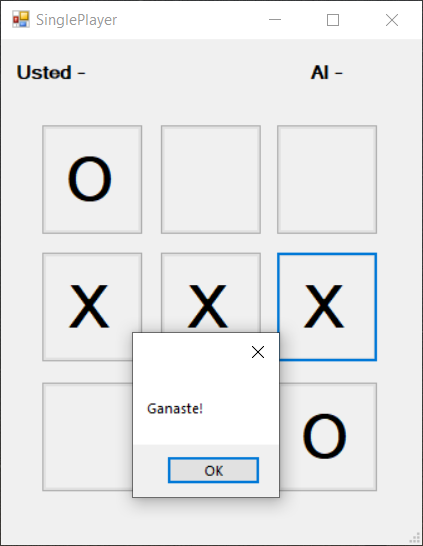 SinglePlayer
Usted - AI -
O
X X X
O
Ganaste!
OK